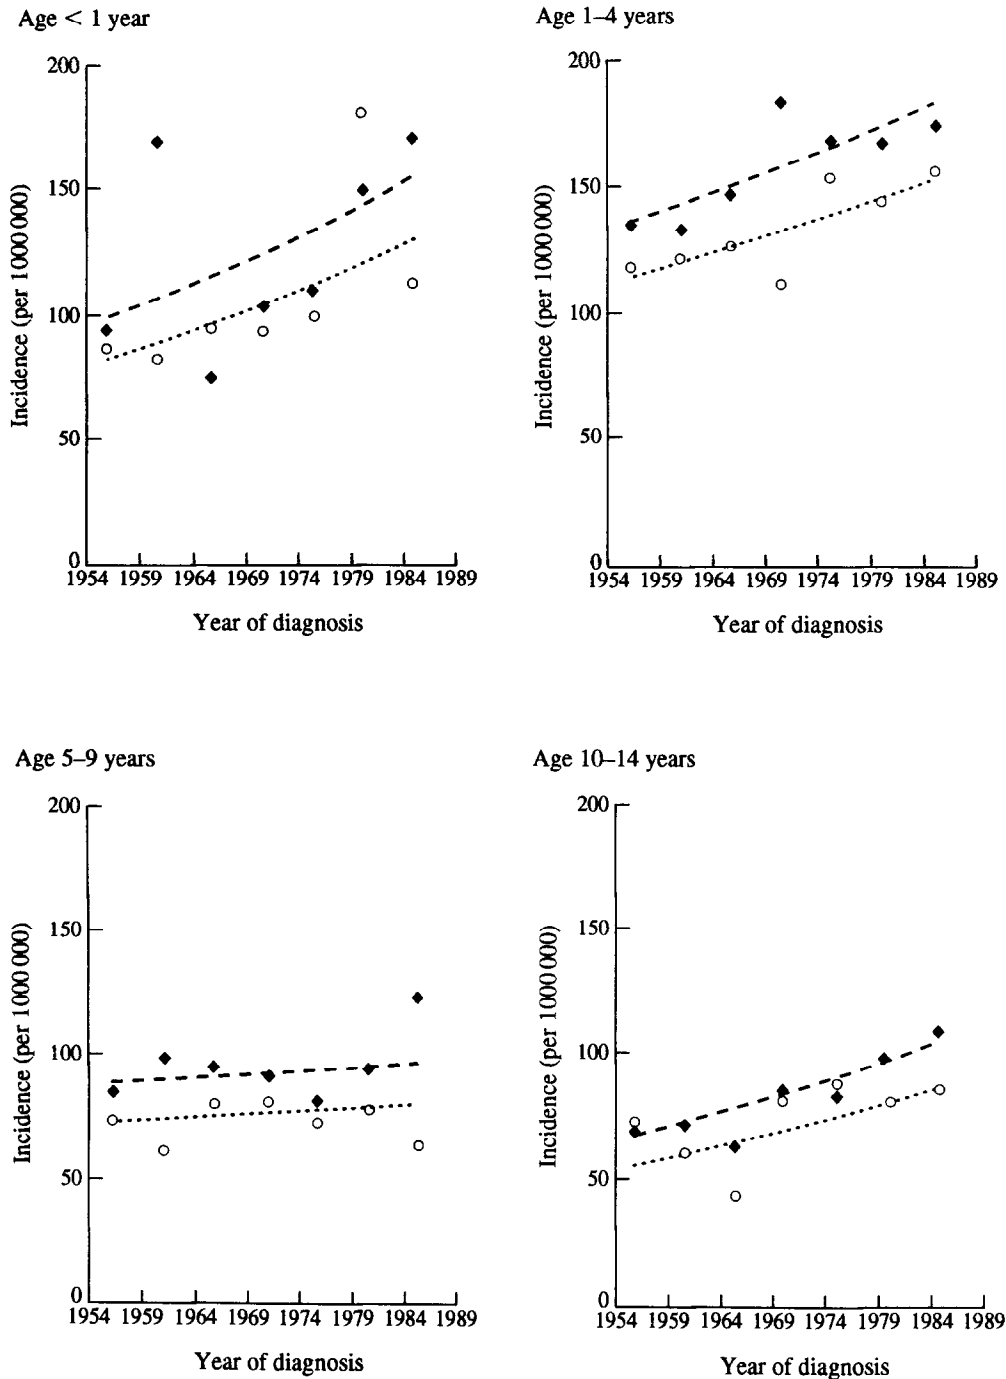 Age < 1 year
200
150
100
50
0
Incidence (per 1000 000)
1954 1959 1964 1969 1974 1979 1984 1989
Year of diagnosis
Age 1–4 years
200
150
100
50
0
Incidence (per 1000 000)
1954 1959 1964 1969 1974 1979 1984 1989
Year of diagnosis
Age 5–9 years
200
150
100
50
0
Incidence (per 1000 000)
1954 1959 1964 1969 1974 1979 1984 1989
Year of diagnosis
Age 10–14 years
200
150
100
50
0
Incidence (per 1000 000)
1954 1959 1964 1969 1974 1979 1984 1989
Year of diagnosis